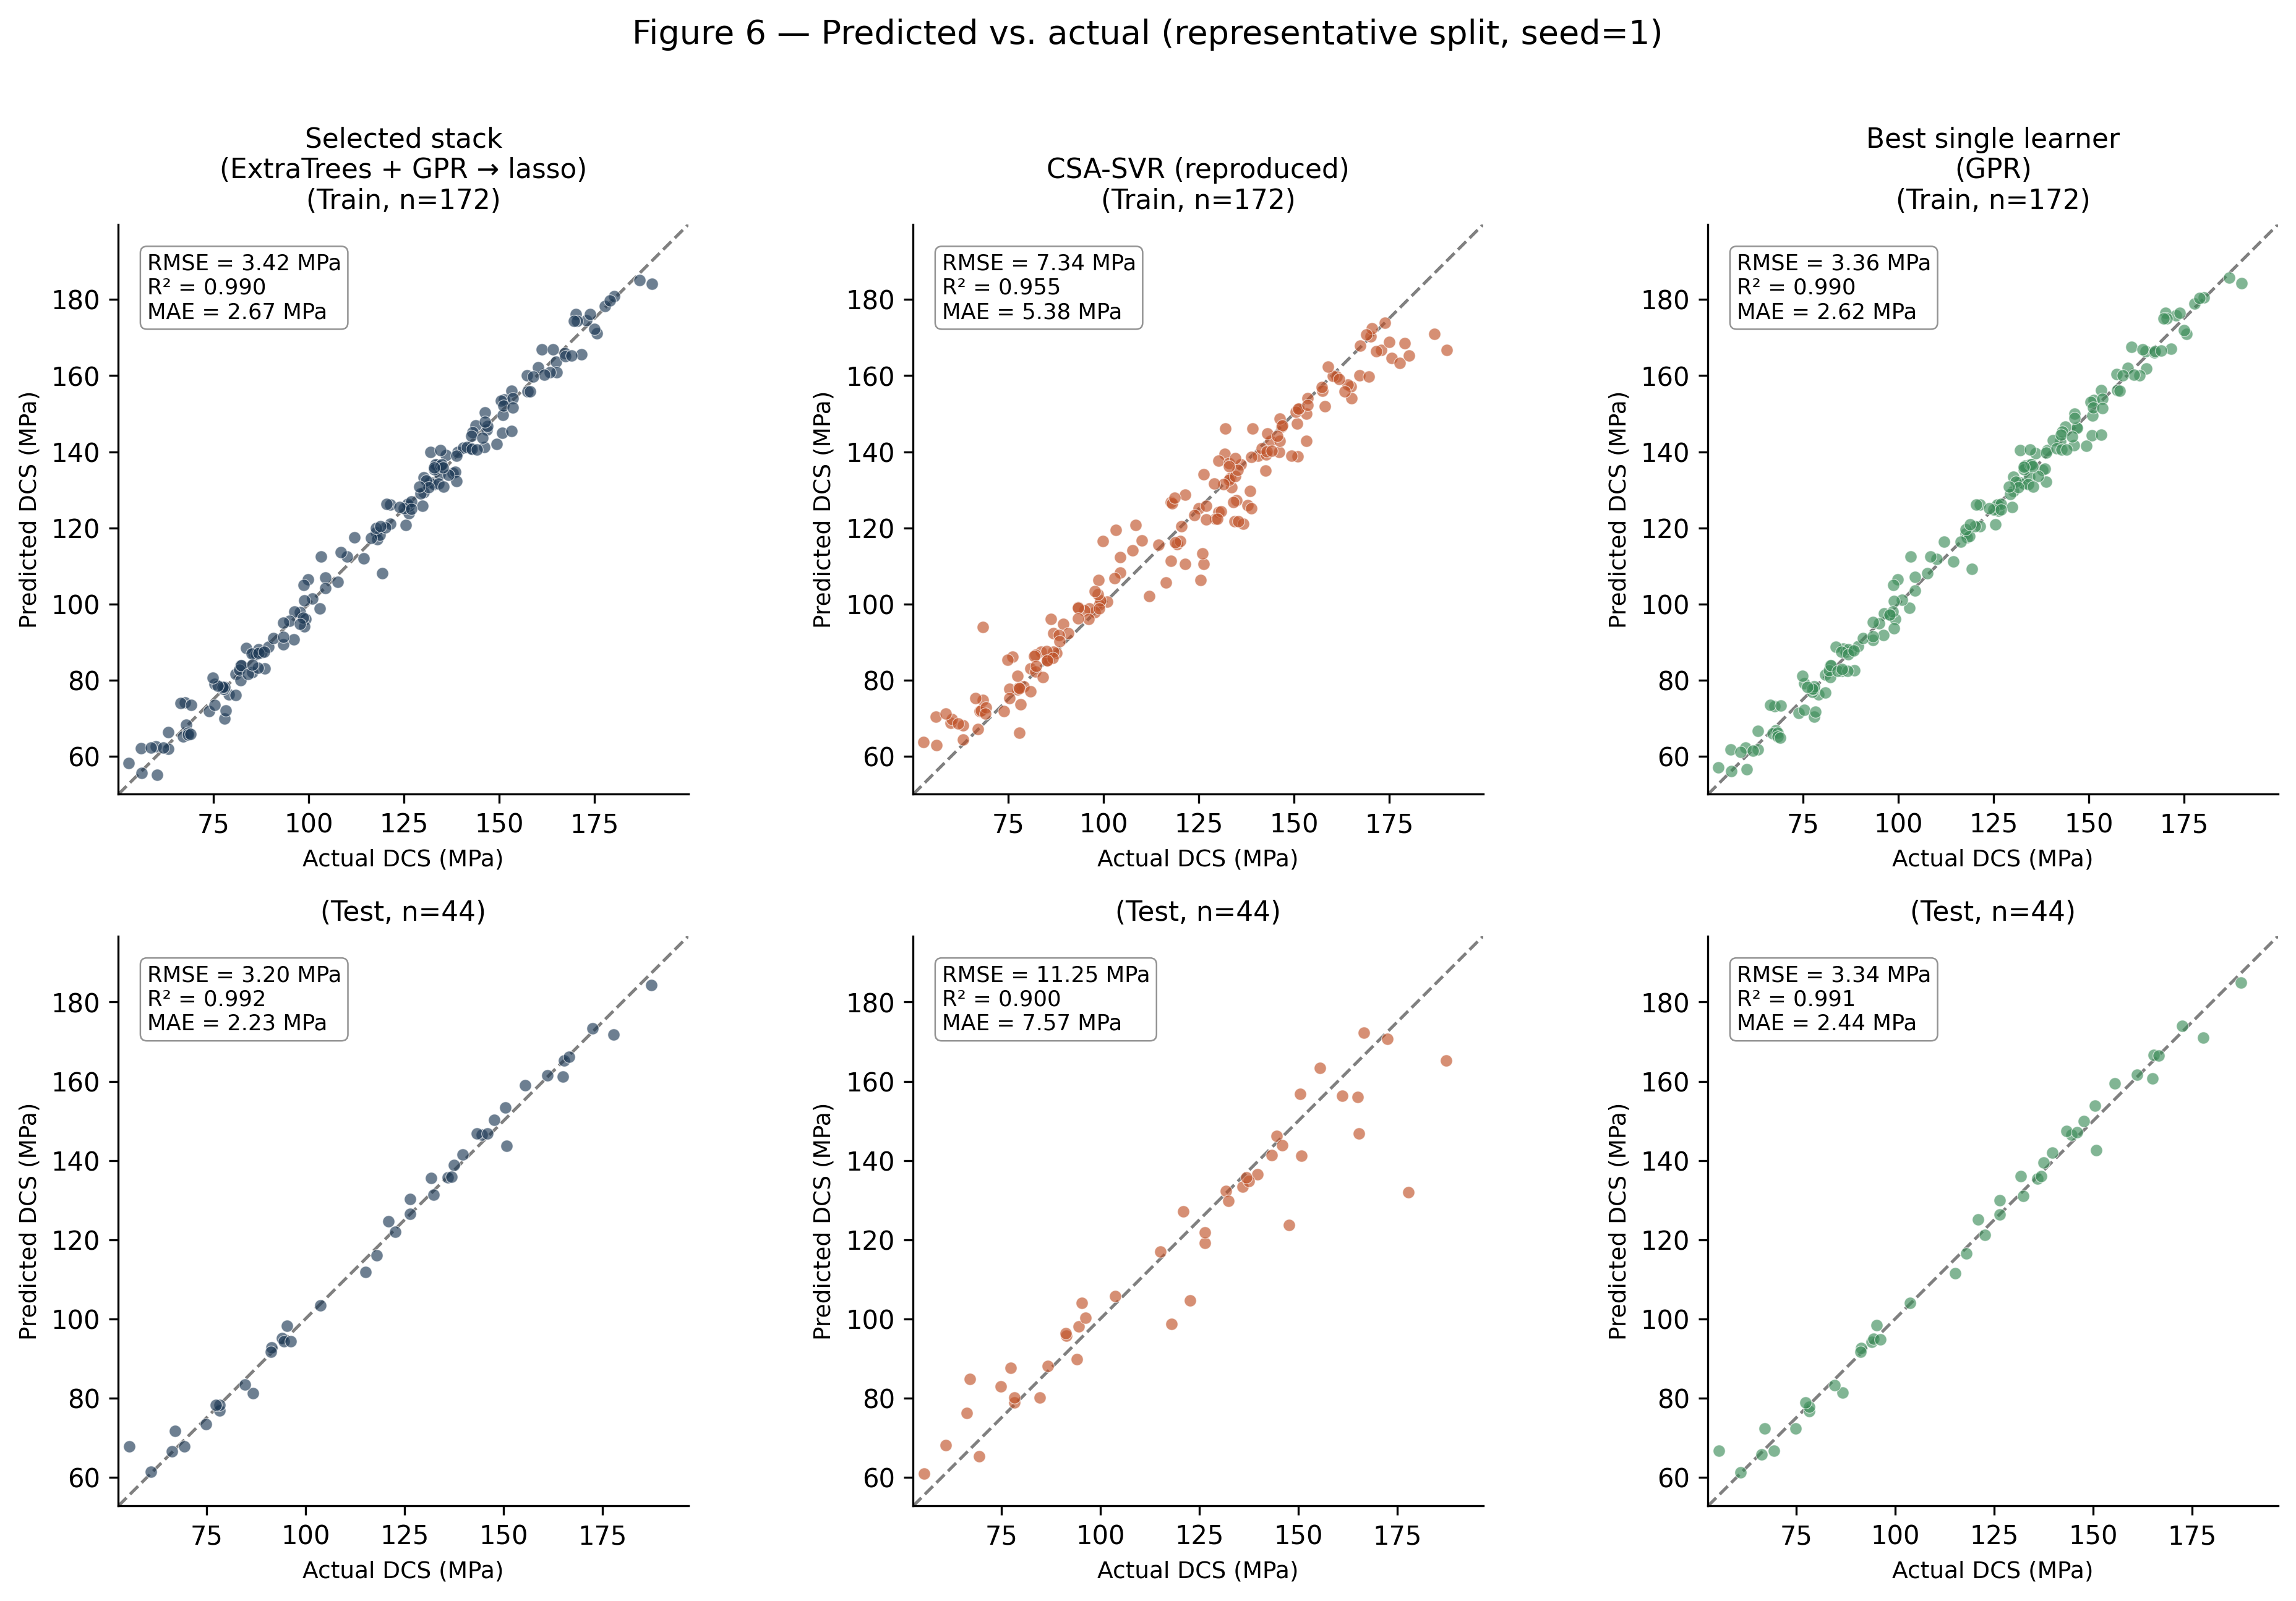 Figure 6 — Predicted vs. actual (representative split, seed=1)
Selected stack
(ExtraTrees + GPR → lasso)
(Train, n=172)
RMSE = 3.42 MPa
R² = 0.990
MAE = 2.67 MPa
Predicted DCS (MPa)
180
160
140
120
100
80
60
75 100 125 150 175
Actual DCS (MPa)
CSA-SVR (reproduced)
(Train, n=172)
RMSE = 7.34 MPa
R² = 0.955
MAE = 5.38 MPa
Predicted DCS (MPa)
180
160
140
120
100
80
60
75 100 125 150 175
Actual DCS (MPa)
Best single learner
(GPR)
(Train, n=172)
RMSE = 3.36 MPa
R² = 0.990
MAE = 2.62 MPa
Predicted DCS (MPa)
180
160
140
120
100
80
60
75 100 125 150 175
Actual DCS (MPa)
(Test, n=44)
RMSE = 3.20 MPa
R² = 0.992
MAE = 2.23 MPa
Predicted DCS (MPa)
180
160
140
120
100
80
60
75 100 125 150 175
Actual DCS (MPa)
(Test, n=44)
RMSE = 11.25 MPa
R² = 0.900
MAE = 7.57 MPa
Predicted DCS (MPa)
180
160
140
120
100
80
60
75 100 125 150 175
Actual DCS (MPa)
(Test, n=44)
RMSE = 3.34 MPa
R² = 0.991
MAE = 2.44 MPa
Predicted DCS (MPa)
180
160
140
120
100
80
60
75 100 125 150 175
Actual DCS (MPa)